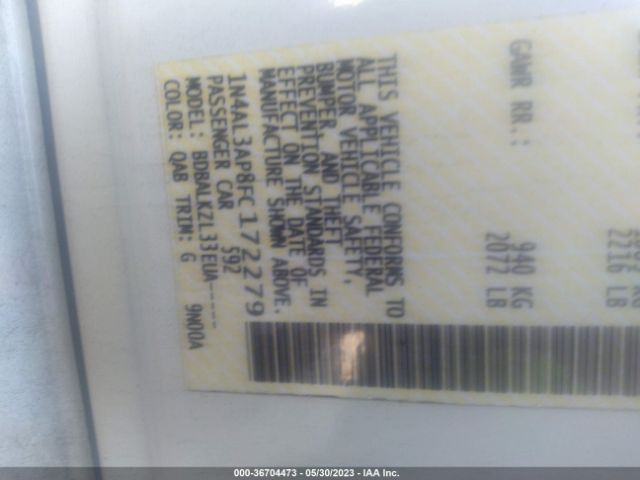 2216 LB
GAWR RR.: 940 KG
2072 LB
THIS VEHICLE CONFORMS TO
ALL APPLICABLE FEDERAL
MOTOR VEHICLE SAFETY,
BUMPER, AND THEFT
PREVENTION STANDARDS IN
EFFECT ON THE DATE OF
MANUFACTURE SHOWN ABOVE.
1N4AL3AP8FC172279
PASSENGER CAR 592
MODEL: BDBALKZL33EUA-----
COLOR: QAB TRIM: G 9N00A
000-36704473 - 05/30/2023 - IAA Inc.